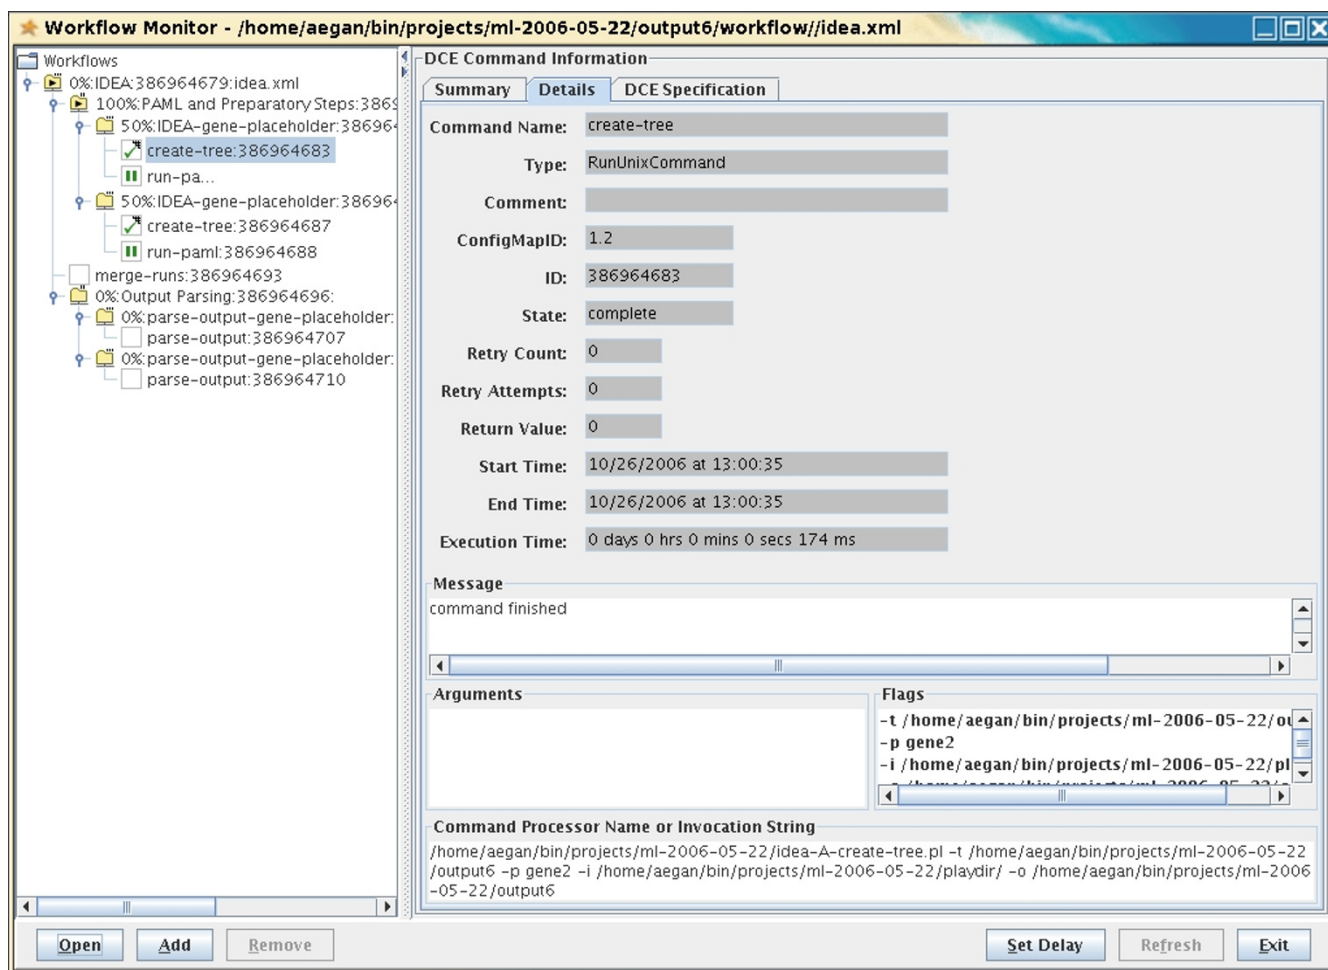 Workflow Monitor - /home/aegan/bin/projects/ml-2006-05-22/output6/workflow//idea.xml
Workflows
0%:IDEA:386964679:idea.xml
100%:PAML and Preparatory Steps:3869
50%:IDEA-gene-placeholder:386964
create-tree:386964683
run-pa...
50%:IDEA-gene-placeholder:386964
create-tree:386964687
run-paml:386964688
merge-runs:386964693
0%:Output Parsing:386964696:
0%:parse-output-gene-placeholder:
parse-output:386964707
0%:parse-output-gene-placeholder:
parse-output:386964710
DCE Command Information
Summary Details DCE Specification
Command Name: create-tree
Type: RunUnixCommand
Comment:
ConfigMapID: 1.2
ID: 386964683
State: complete
Retry Count: 0
Retry Attempts: 0
Return Value: 0
Start Time: 10/26/2006 at 13:00:35
End Time: 10/26/2006 at 13:00:35
Execution Time: 0 days 0 hrs 0 mins 0 secs 174 ms
Message
command finished
Arguments
Flags
-t /home/aegan/bin/projects/ml-2006-05-22/ou
-p gene2
-i /home/aegan/bin/projects/ml-2006-05-22/pl
Command Processor Name or Invocation String
/home/aegan/bin/projects/ml-2006-05-22/idea-A-create-tree.pl -t /home/aegan/bin/projects/ml-2006-05-22
/output6 -p gene2 -i /home/aegan/bin/projects/ml-2006-05-22/playdir/ -o /home/aegan/bin/projects/ml-2006
-05-22/output6
Open Add Remove Set Delay Refresh Exit